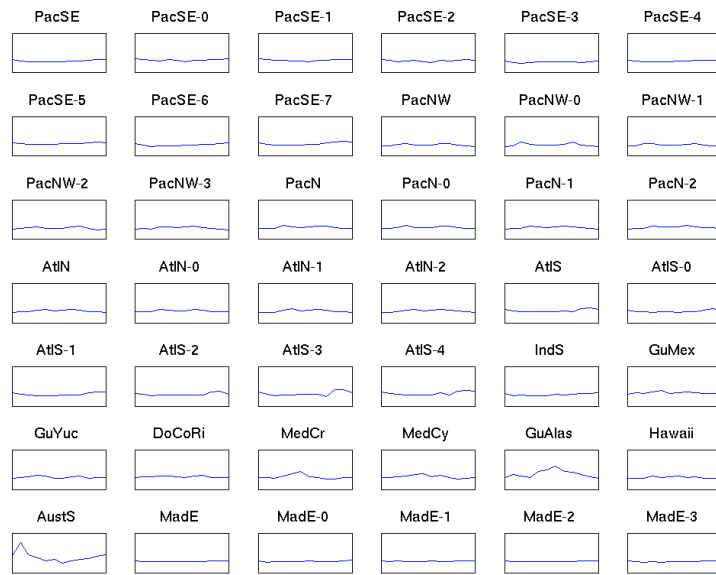 PacSE PacSE-0 PacSE-1 PacSE-2 PacSE-3 PacSE-4
PacSE-5 PacSE-6 PacSE-7 PacNW PacNW-0 PacNW-1
PacNW-2 PacNW-3 PacN PacN-0 PacN-1 PacN-2
AtlN AtlN-0 AtlN-1 AtlN-2 AtlS AtlS-0
AtlS-1 AtlS-2 AtlS-3 AtlS-4 IndS GuMex
GuYuc DoCoRi MedCr MedCy GuAlas Hawaii
AustS MadE MadE-0 MadE-1 MadE-2 MadE-3